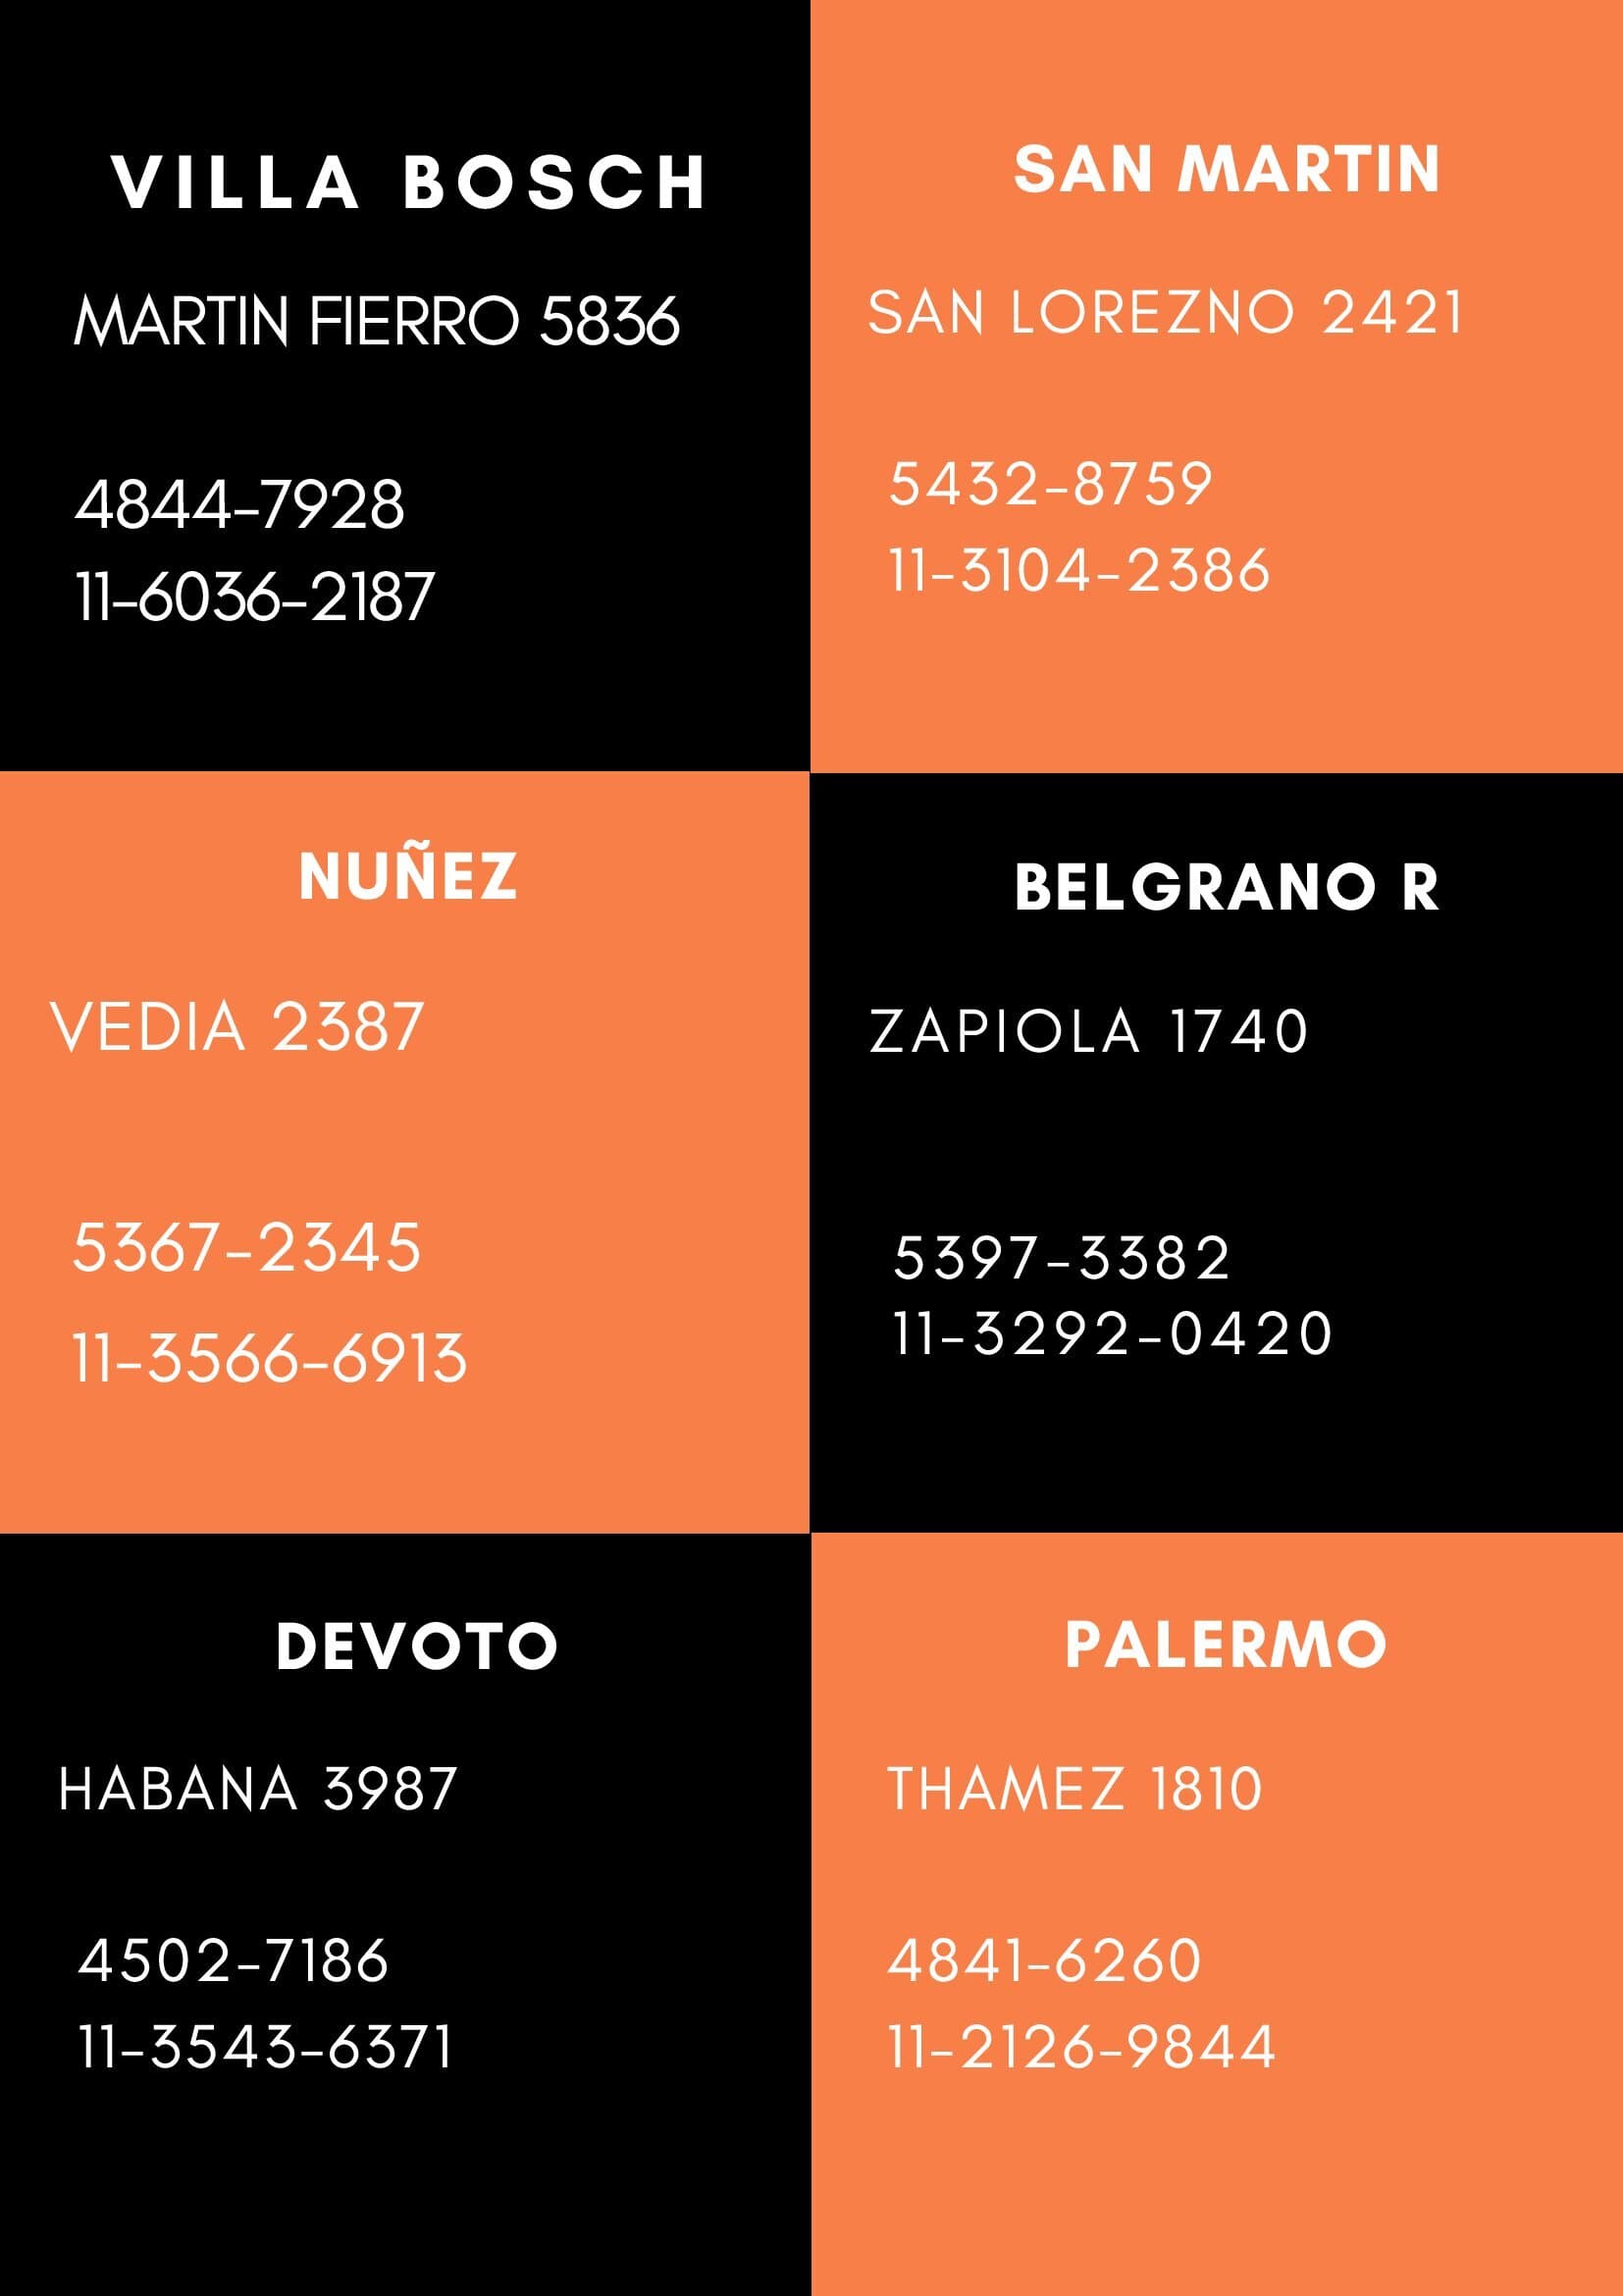 VILLA BOSCH
MARTIN FIERRO 5836
4844-7928
11-6036-2187
SAN MARTIN
SAN LOREZNO 2421
5432-8759
11-3104-2386
NUÑEZ
VEDIA 2387
5367-2345
11-3566-6913
BELGRANO R
ZAPIOLA 1740
5397-3382
11-3292-0420
DEVOTO
HABANA 3987
4502-7186
11-3543-6371
PALERMO
THAMEZ 1810
4841-6260
11-2126-9844